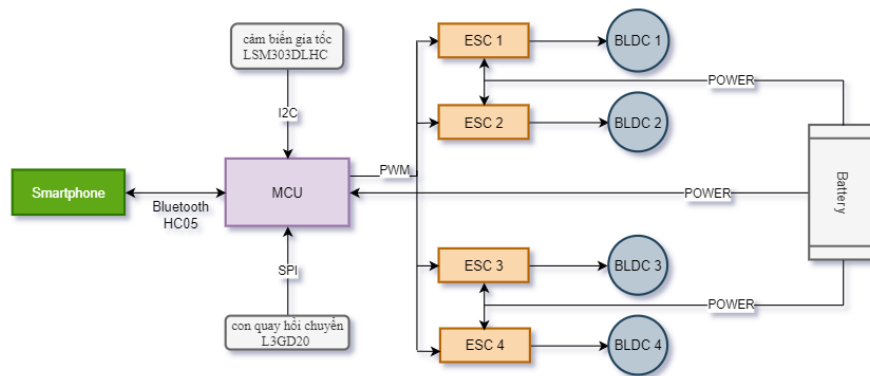 cảm biến gia tốc
LSM303DLHC
I2C
Smartphone
Bluetooth
HC05
MCU
SPI
con quay hồi chuyển
L3GD20
PWM
ESC 1
BLDC 1
POWER
ESC 2
BLDC 2
POWER
Battery
ESC 3
BLDC 3
POWER
ESC 4
BLDC 4